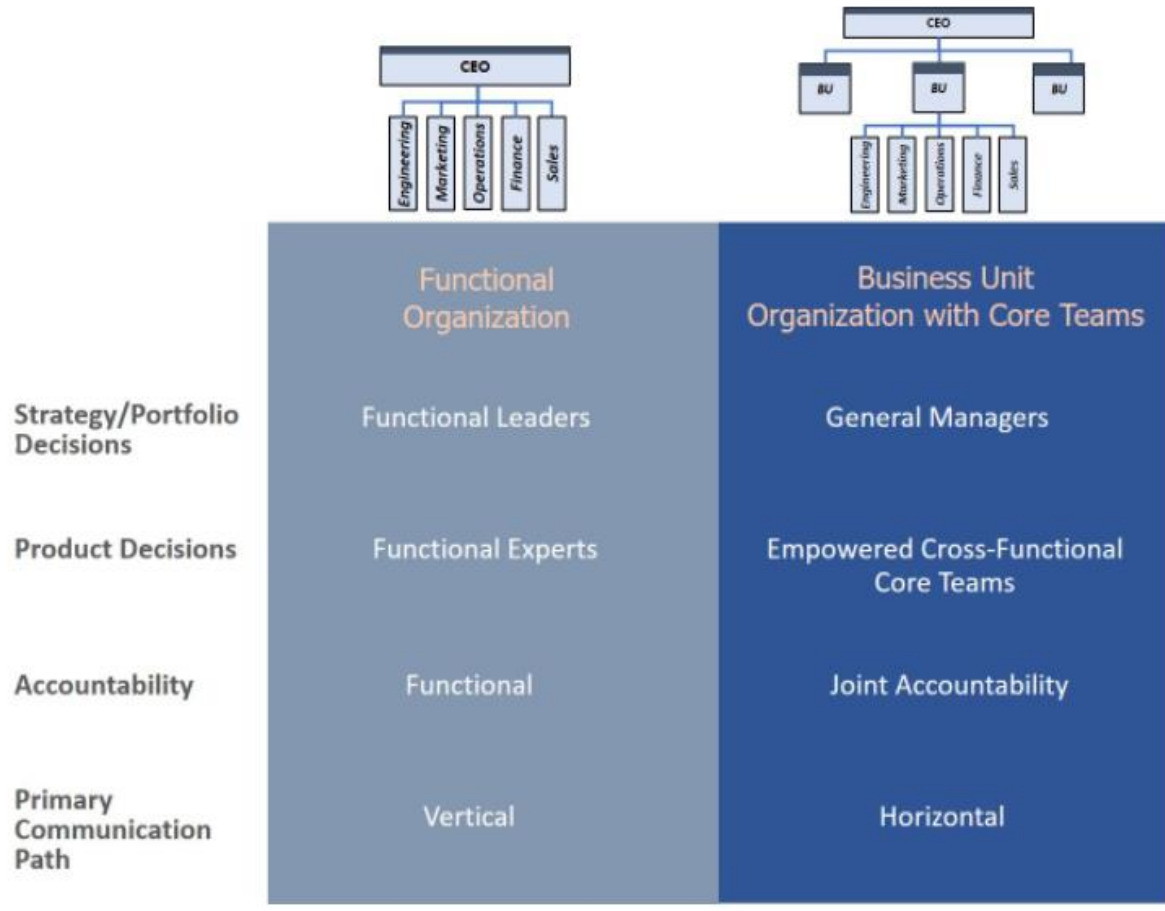 CEO
Engineering
Marketing
Operations
Finance
Sales
CEO
BU
BU
BU
Engineering
Marketing
Operations
Finance
Sales
Functional
Organization
Business Unit
Organization with Core Teams
Strategy/Portfolio
Decisions
Functional Leaders
General Managers
Product Decisions
Functional Experts
Empowered Cross-Functional
Core Teams
Accountability
Functional
Joint Accountability
Primary
Communication
Path
Vertical
Horizontal